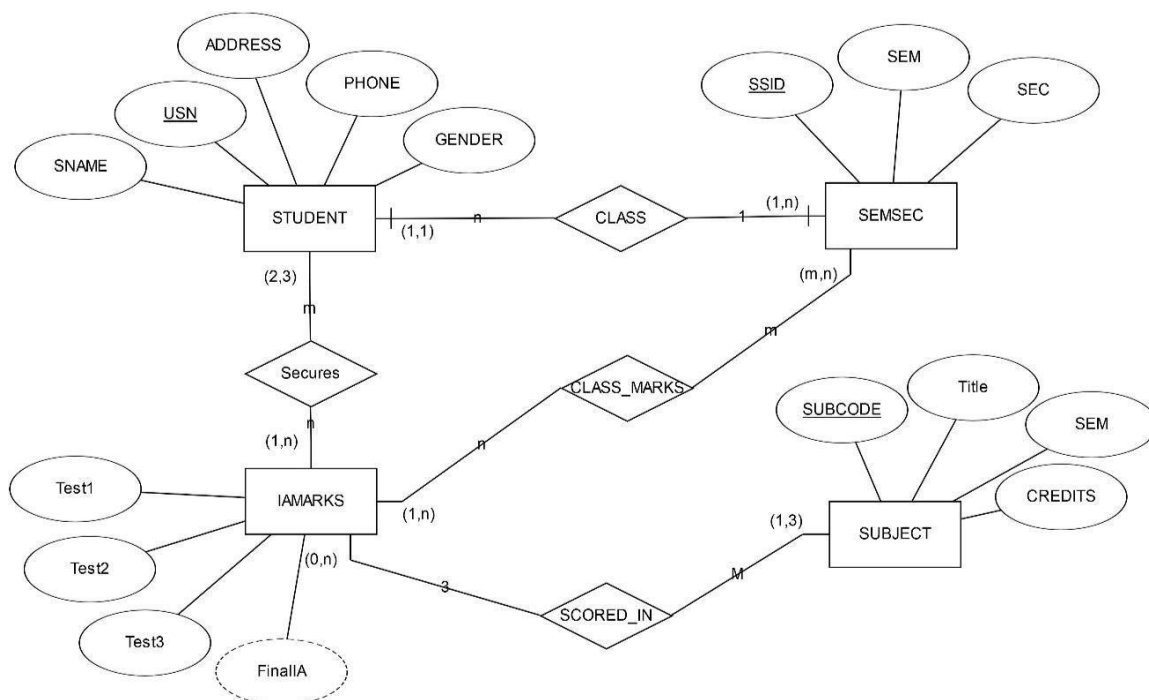 ADDRESS
SEM
PHONE
SSID
SEC
USN
GENDER
SNAME
STUDENT
n
CLASS
1
(1,n)
SEMSEC
(1,1)
(2,3)
(m,n)
m
m
Secures
CLASS_MARKS
SUBCODE
Title
n
SEM
(1,n)
n
Test1
IAMARKS
CREDITS
(1,n)
(1,3)
SUBJECT
(0,n)
Test2
3
M
SCORED_IN
Test3
FinalIA